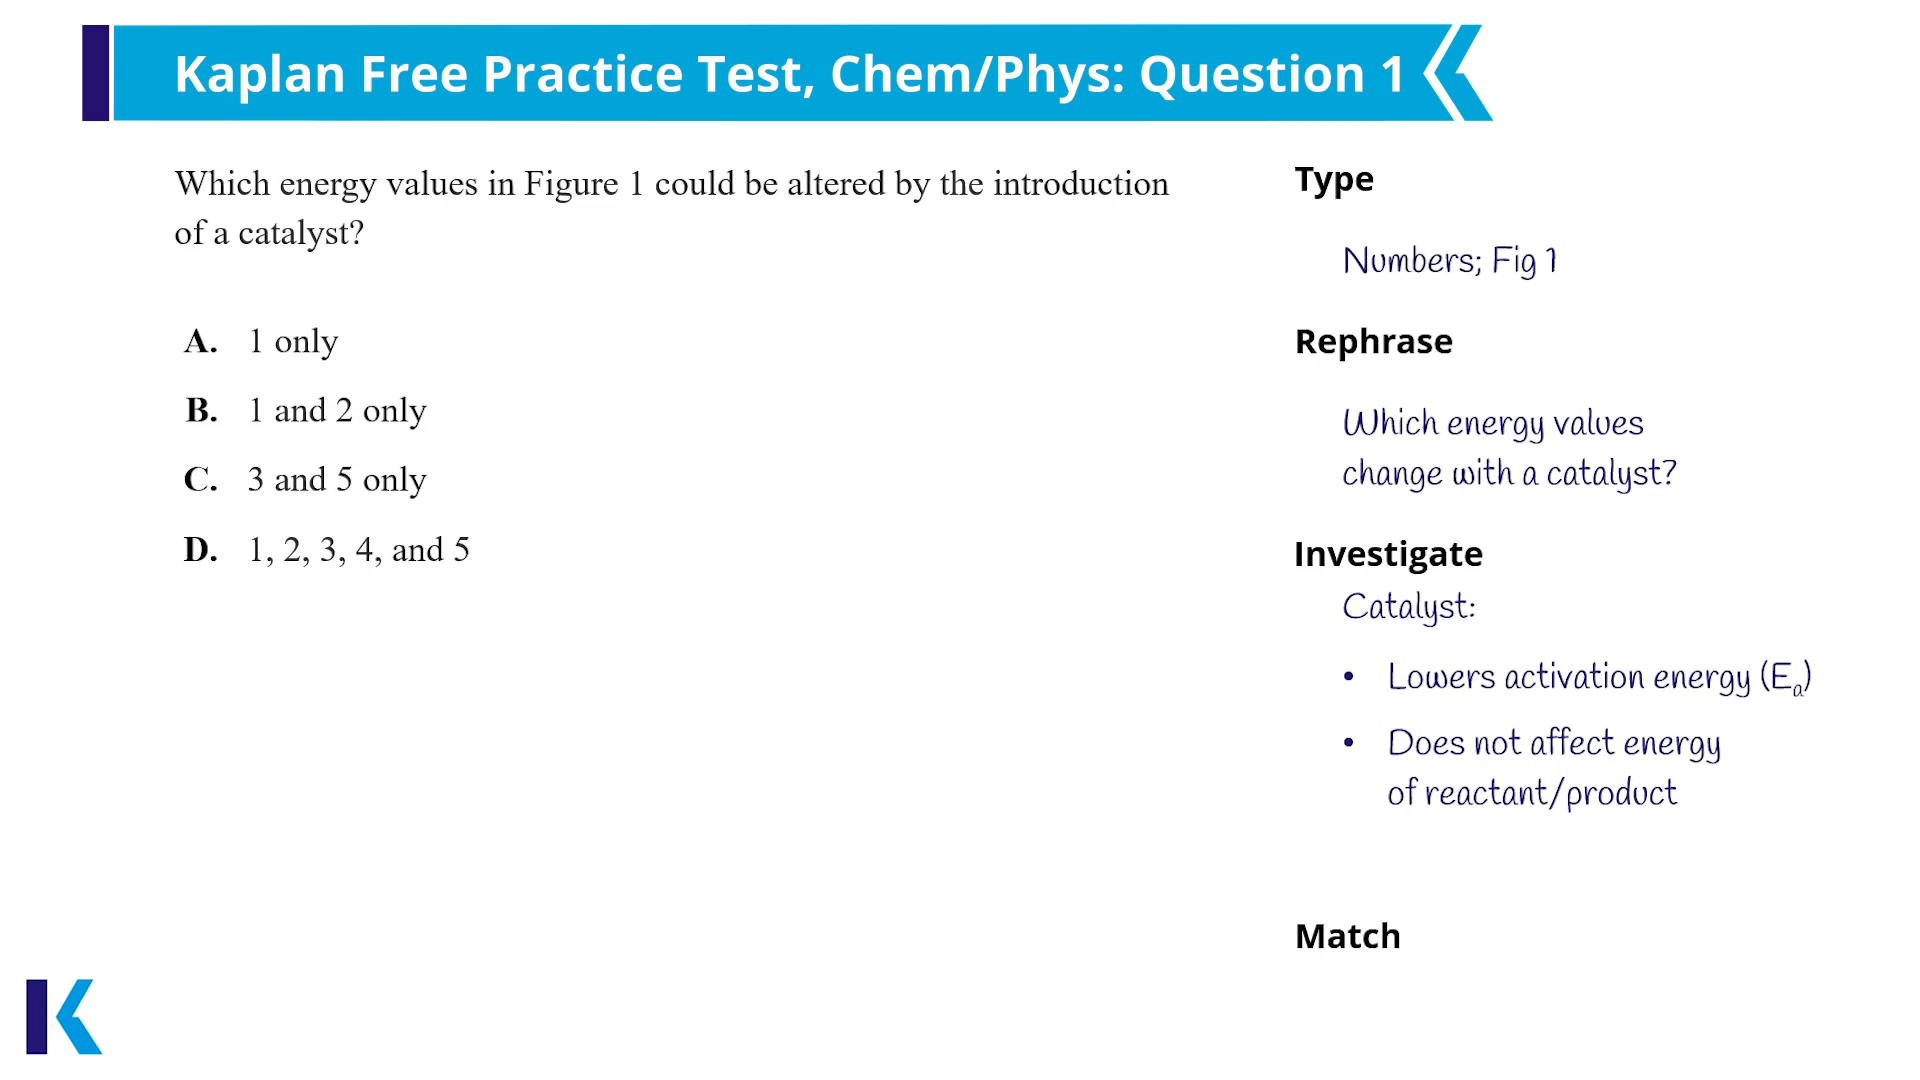 Kaplan Free Practice Test, Chem/Phys: Question 1
Which energy values in Figure 1 could be altered by the introduction
of a catalyst?
A. 1 only
B. 1 and 2 only
C. 3 and 5 only
D. 1, 2, 3, 4, and 5
Type
Numbers; Fig 1
Rephrase
Which energy values
change with a catalyst?
Investigate
Catalyst:
• Lowers activation energy (Eₐ)
• Does not affect energy
of reactant/product
Match
K